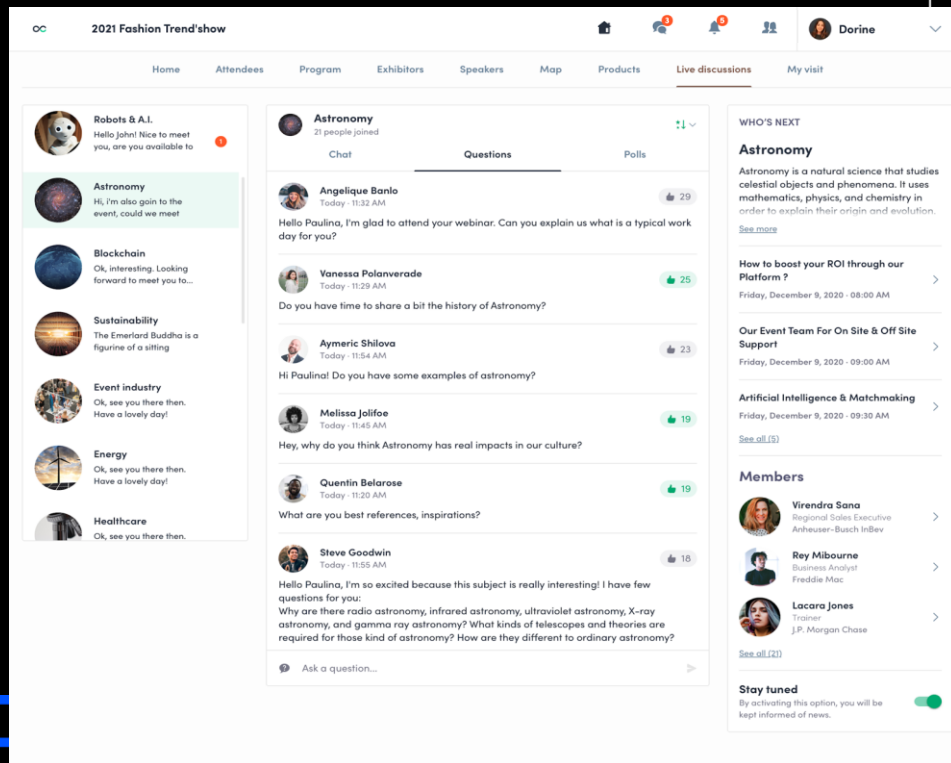 2021 Fashion Trend'show
3
5
Dorine
Home
Attendees
Program
Exhibitors
Speakers
Map
Products
Live discussions
My visit
Robots & A.I.
Hello John! Nice to meet
you, are you available to
1
Astronomy
Hi, i'm also goin to the
event, could we meet
Blockchain
Ok, interesting. Looking
forward to meet you to...
Sustainability
The Emerlard Buddha is a
figurine of a sitting
Event industry
Ok, see you there then.
Have a lovely day!
Energy
Ok, see you there then.
Have a lovely day!
Healthcare
Ok, see you there then.
Astronomy
21 people joined
Chat
Questions
Polls
Angelique Banlo
Today - 11:32 AM
29
Hello Paulina, I'm glad to attend your webinar. Can you explain us what is a typical work
day for you?
Vanessa Polanverade
Today - 11:29 AM
25
Do you have time to share a bit the history of Astronomy?
Aymeric Shilova
Today - 11:54 AM
23
Hi Paulina! Do you have some examples of astronomy?
Melissa Jolifoe
Today - 11:45 AM
19
Hey, why do you think Astronomy has real impacts in our culture?
Quentin Belarose
Today - 11:20 AM
19
What are you best references, inspirations?
Steve Goodwin
Today - 11:55 AM
18
Hello Paulina, I'm so excited because this subject is really interesting! I have few
questions for you:
Why are there radio astronomy, infrared astronomy, ultraviolet astronomy, X-ray
astronomy, and gamma ray astronomy? What kinds of telescopes and theories are
required for those kind of astronomy? How are they different to ordinary astronomy?
Ask a question...
WHO'S NEXT
Astronomy
Astronomy is a natural science that studies
celestial objects and phenomena. It uses
mathematics, physics, and chemistry in
order to explain their origin and evolution.
See more
How to boost your ROI through our
Platform ?
Friday, December 9, 2020 - 08:00 AM
Our Event Team For On Site & Off Site
Support
Friday, December 9, 2020 - 09:00 AM
Artificial Intelligence & Matchmaking
Friday, December 9, 2020 - 09:30 AM
See all (5)
Members
Virendra Sana
Regional Sales Executive
Anheuser-Busch InBev
Rey Mibourne
Business Analyst
Freddie Mac
Lacara Jones
Trainer
J.P. Morgan Chase
See all (21)
Stay tuned
By activating this option, you will be
kept informed of news.